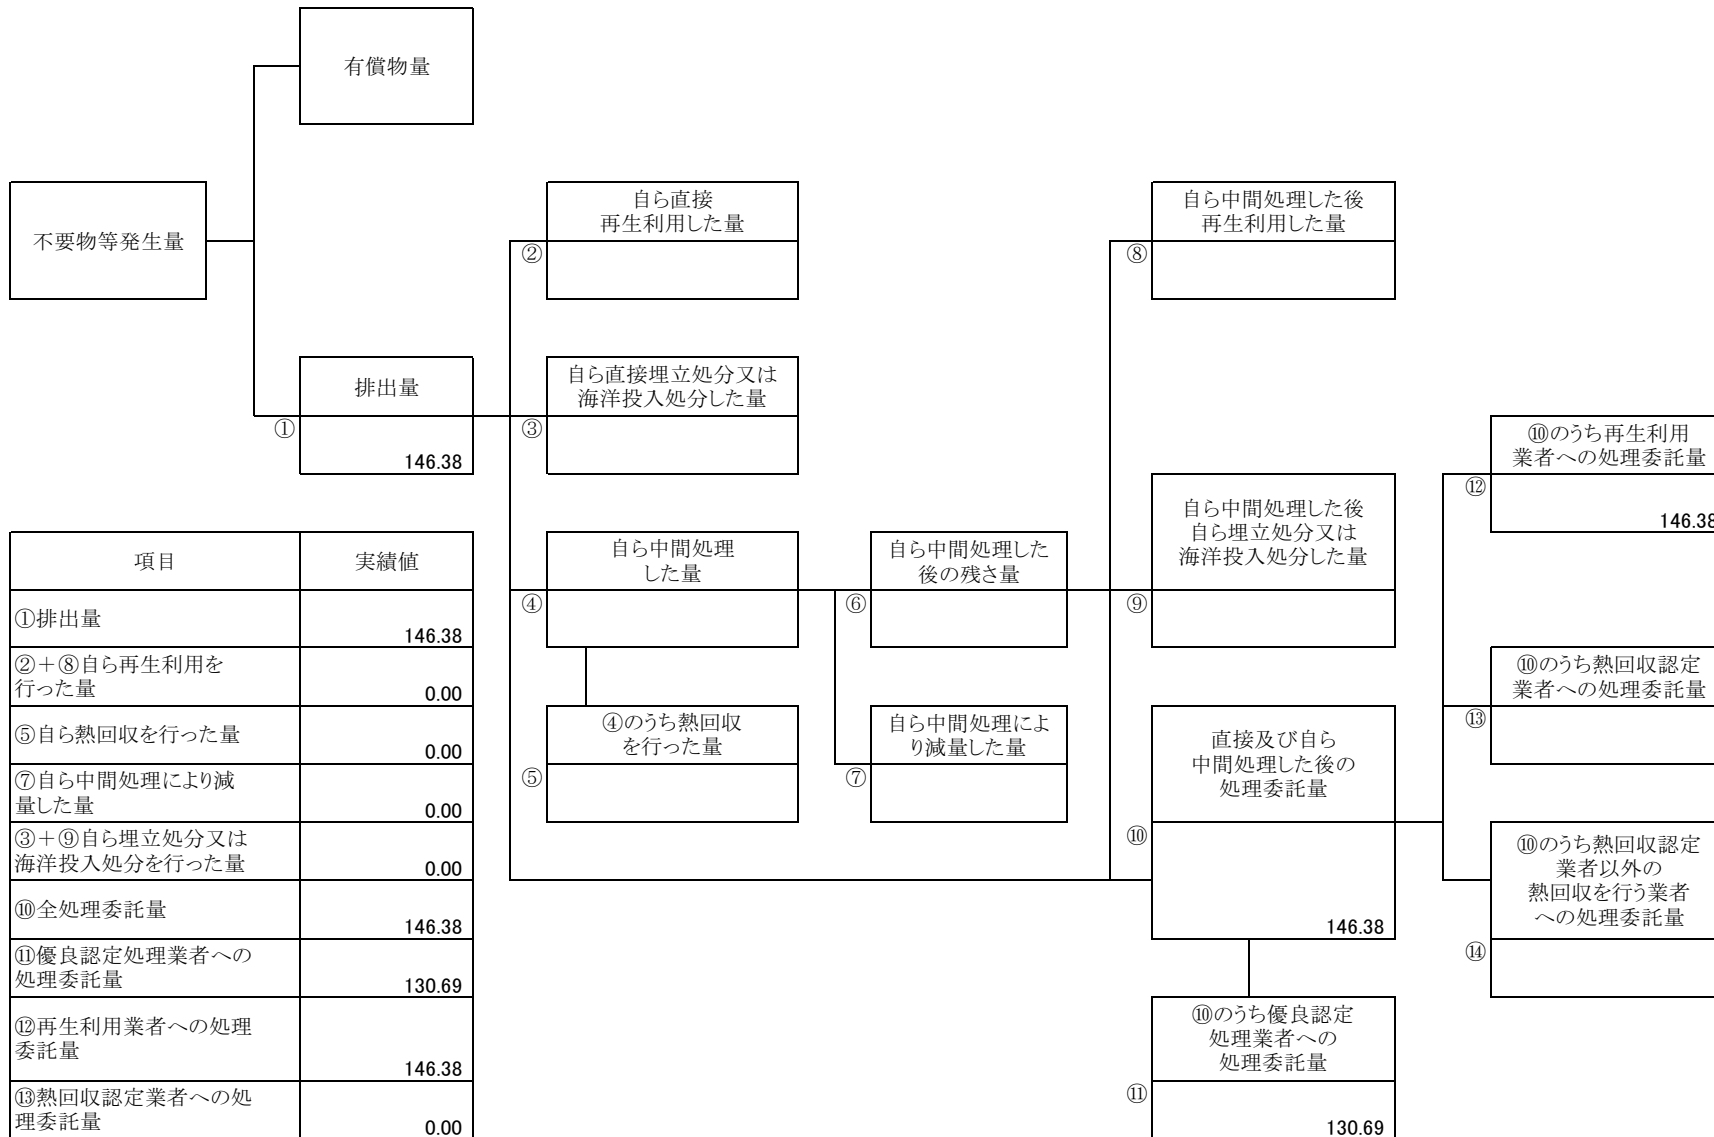 有償物量
不要物等発生量
自ら直接
再生利用した量
②
自ら中間処理した後
再生利用した量
⑧
排出量
①
146.38
自ら直接埋立処分又は
海洋投入処分した量
③
⑩のうち再生利用
業者への処理委託量
⑫
146.38
自ら中間処理した後
自ら埋立処分又は
海洋投入処分した量
⑨
自ら中間処理
した量
④
自ら中間処理した
後の残さ量
⑥
④のうち熱回収
を行った量
⑤
自ら中間処理によ
り減量した量
⑦
直接及び自ら
中間処理した後の
処理委託量
⑩
146.38
⑩のうち熱回収認定
業者への処理委託量
⑬
⑩のうち熱回収認定
業者以外の
熱回収を行う業者
への処理委託量
⑭
⑩のうち優良認定
処理業者への
処理委託量
⑪
130.69
項目 実績値
①排出量
146.38
②+⑧自ら再生利用を
行った量
0.00
⑤自ら熱回収を行った量
0.00
⑦自ら中間処理により減
量した量
0.00
③+⑨自ら埋立処分又は
海洋投入処分を行った量
0.00
⑩全処理委託量
146.38
⑪優良認定処理業者への
処理委託量
130.69
⑫再生利用業者への処理
委託量
146.38
⑬熱回収認定業者への処
理委託量
0.00